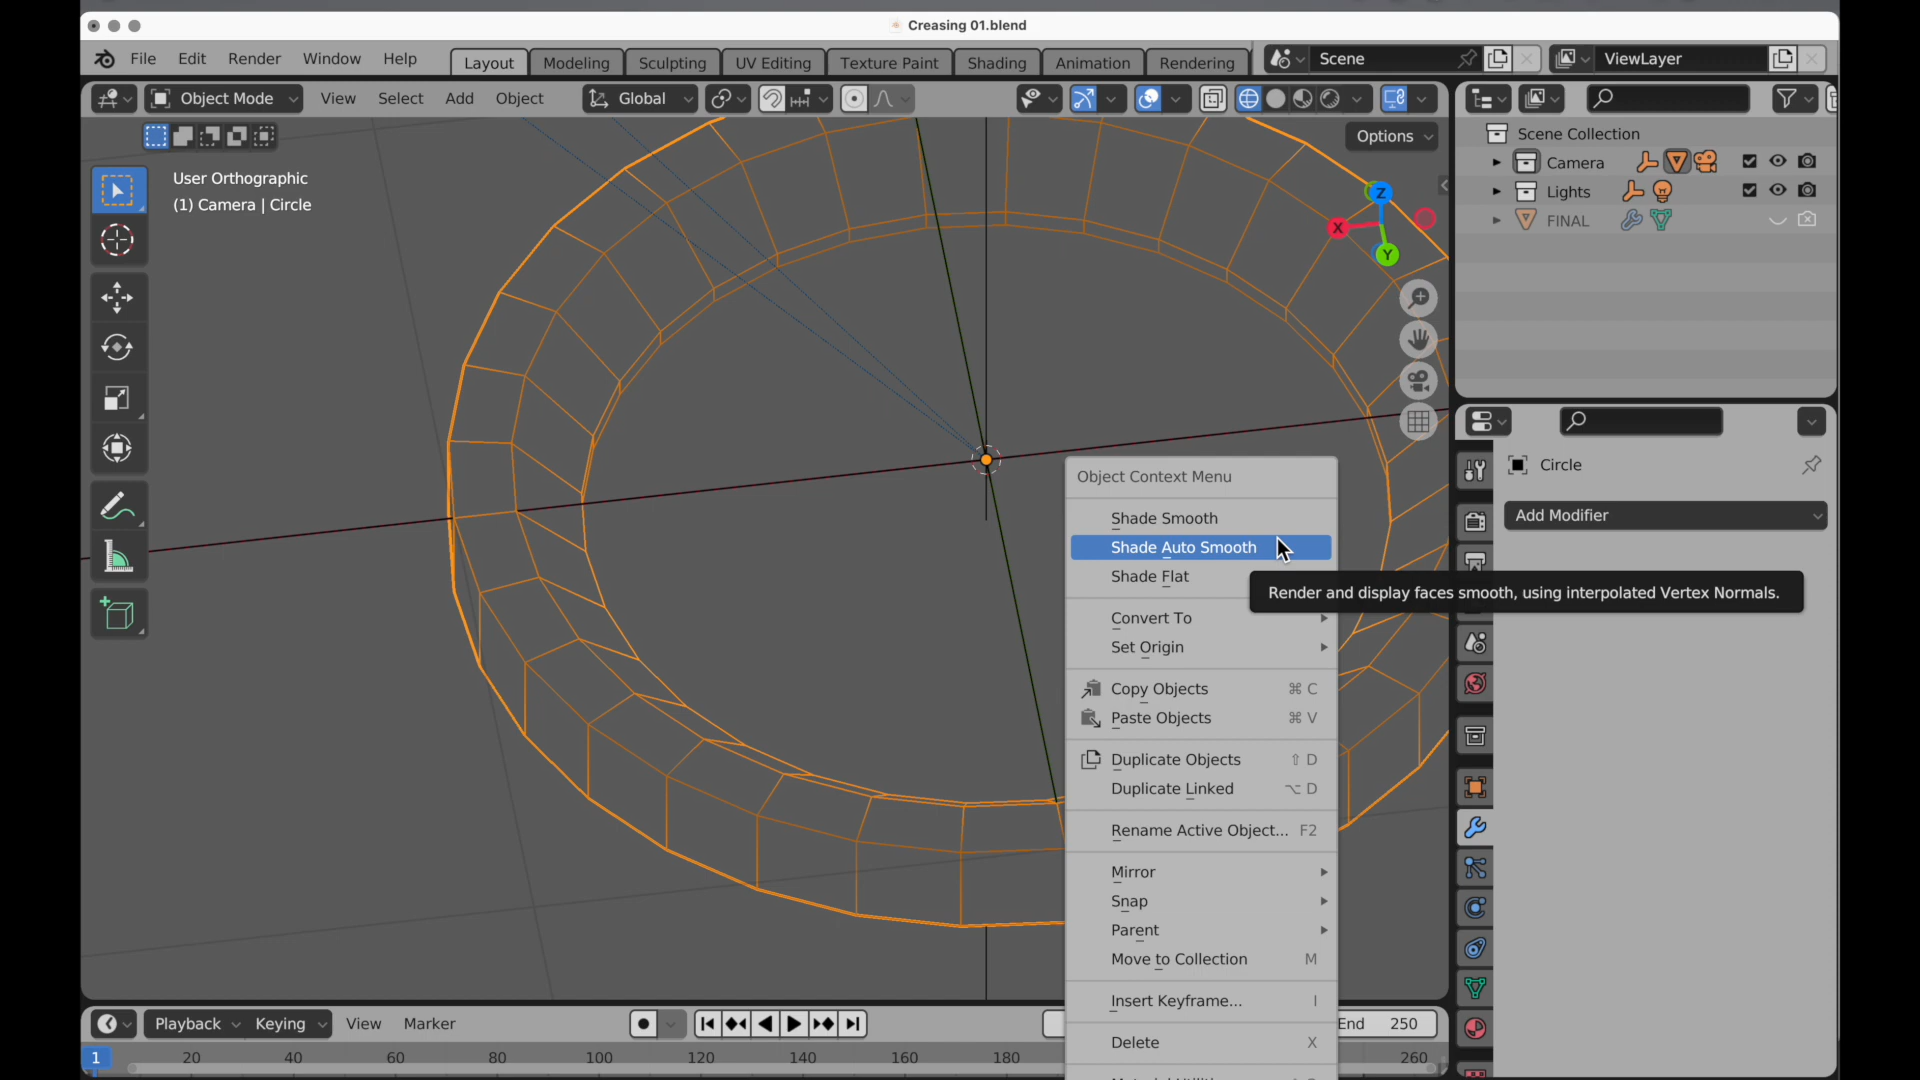 Creasing 01.blend
File Edit Render Window Help Layout Modeling Sculpting UV Editing Texture Paint Shading Animation Rendering Scene ViewLayer
Object Mode View Select Add Object Global
Options
User Orthographic
(1) Camera | Circle
Z
X
Y
Scene Collection
Camera
Lights
FINAL
Circle
Add Modifier
Object Context Menu
Shade Smooth
Shade Auto Smooth
Shade Flat
Render and display faces smooth, using interpolated Vertex Normals.
Convert To
Set Origin
Copy Objects ⌘ C
Paste Objects ⌘ V
Duplicate Objects ⇧ D
Duplicate Linked ⌥ D
Rename Active Object... F2
Mirror
Snap
Parent
Move to Collection M
Insert Keyframe... I
Delete X
Playback Keying View Marker End 250
1 20 40 60 80 100 120 140 160 180 260